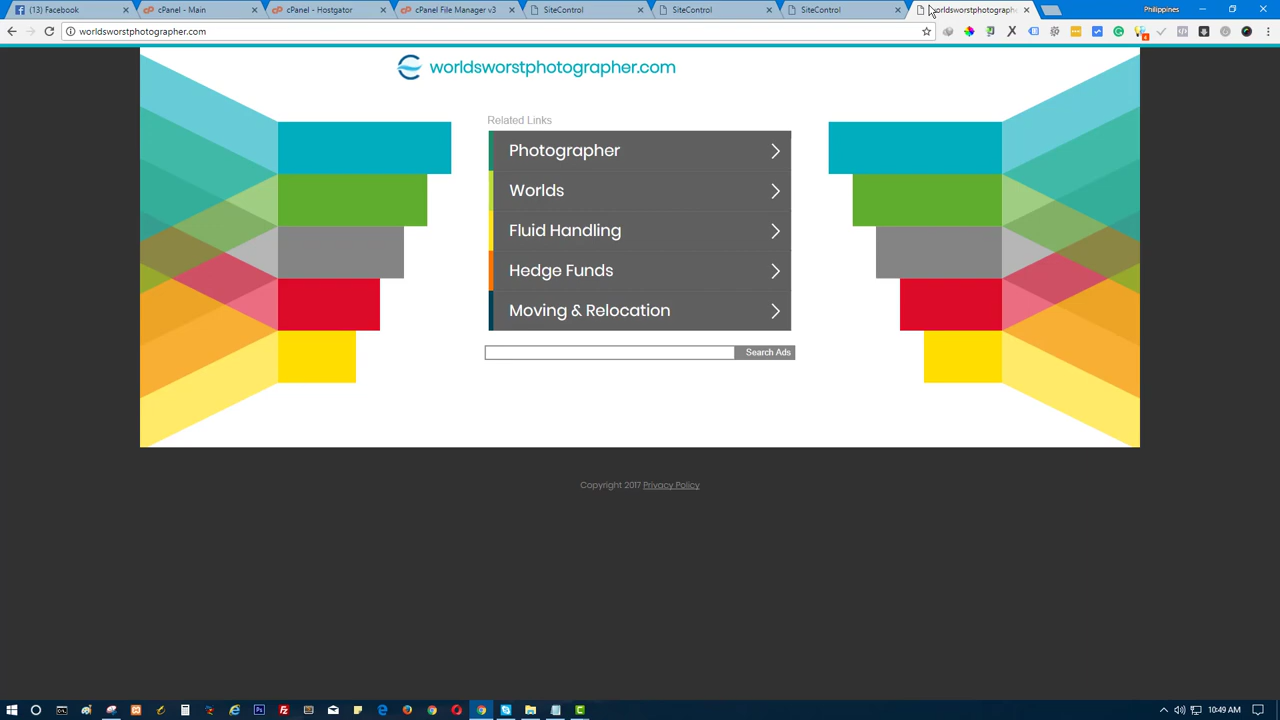 (13) Facebook
cPanel - Main
cPanel - Hostgator
cPanel File Manager v3
SiteControl
SiteControl
SiteControl
worldsworstphotographe
Philippines
worldsworstphotographer.com
worldsworstphotographer.com
Related Links
Photographer
Worlds
Fluid Handling
Hedge Funds
Moving & Relocation
Search Ads
Copyright 2017 Privacy Policy
10:49 AM